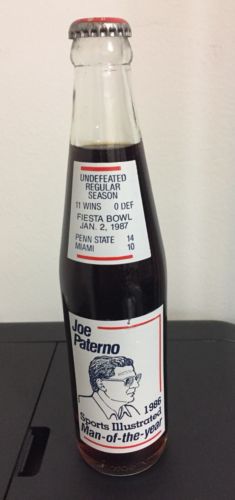 UNDEFEATED
REGULAR
SEASON
11 WINS 0 DEF
FIESTA BOWL
JAN. 2, 1987
PENN STATE 14
MIAMI 10
Joe
Paterno
1986
Sports Illustrated
Man-of-the-year